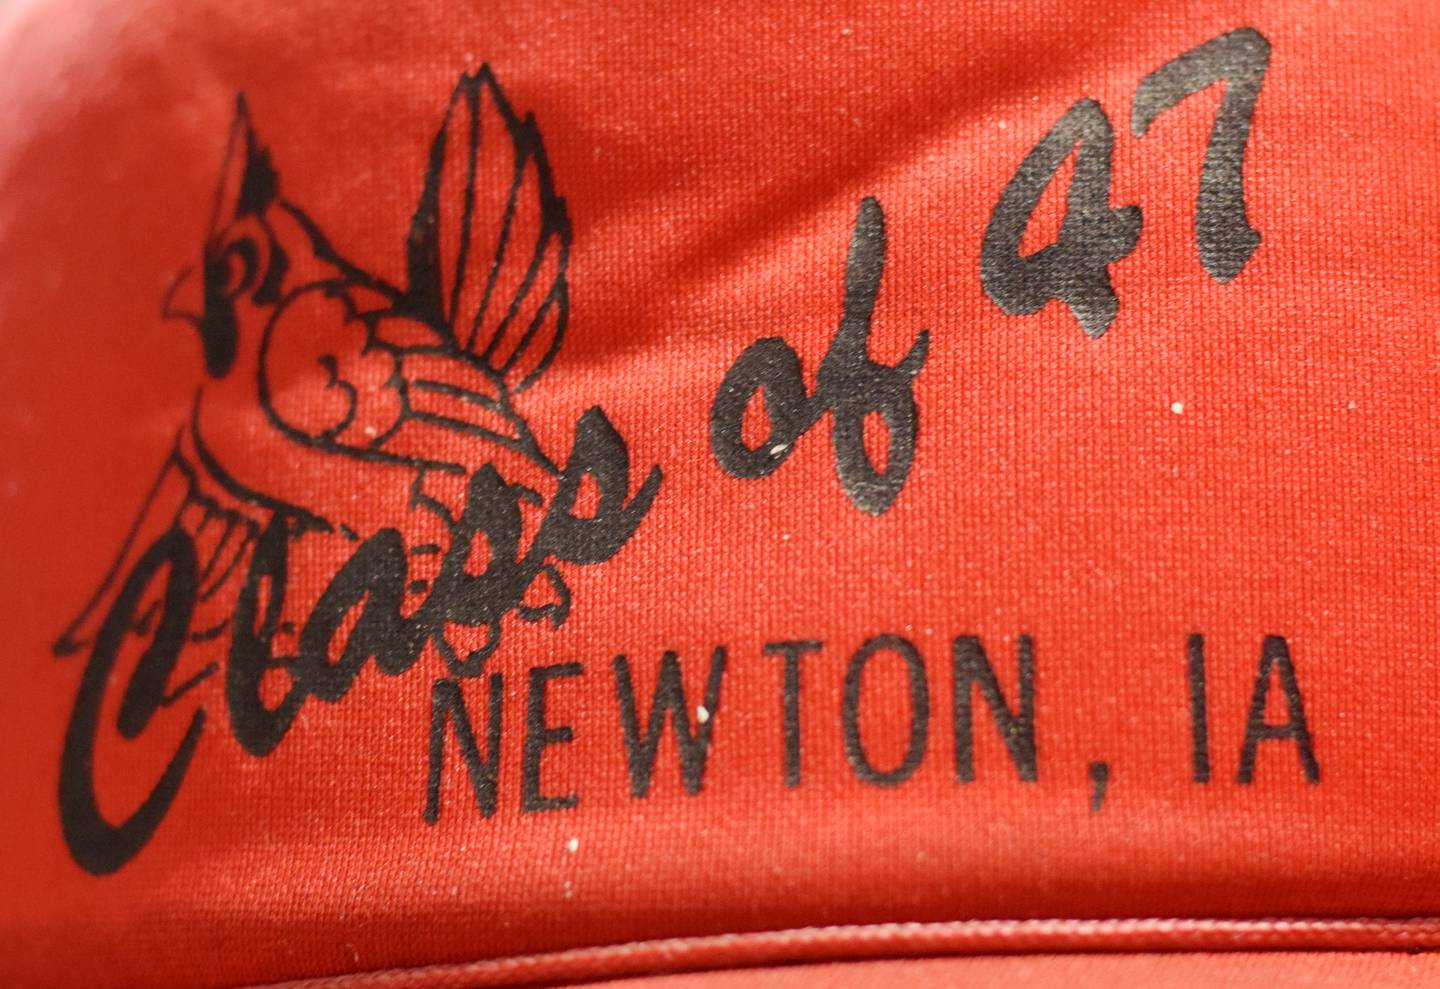 Class of 47
NEWTON, IA